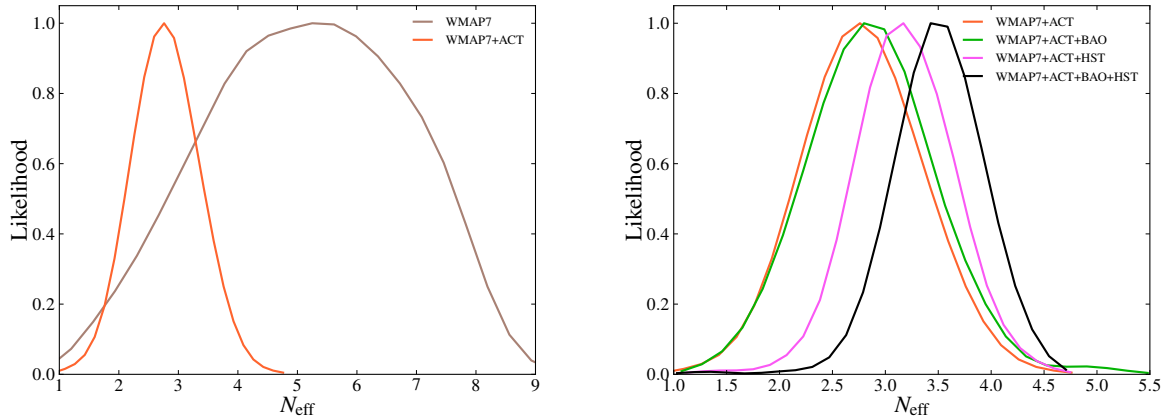 1.0
0.8
0.6
0.4
0.2
0.0
Likelihood
1 2 3 4 5 6 7 8 9
N_eff
WMAP7
WMAP7+ACT
1.0
0.8
0.6
0.4
0.2
0.0
Likelihood
1.0 1.5 2.0 2.5 3.0 3.5 4.0 4.5 5.0 5.5
N_eff
WMAP7+ACT
WMAP7+ACT+BAO
WMAP7+ACT+HST
WMAP7+ACT+BAO+HST